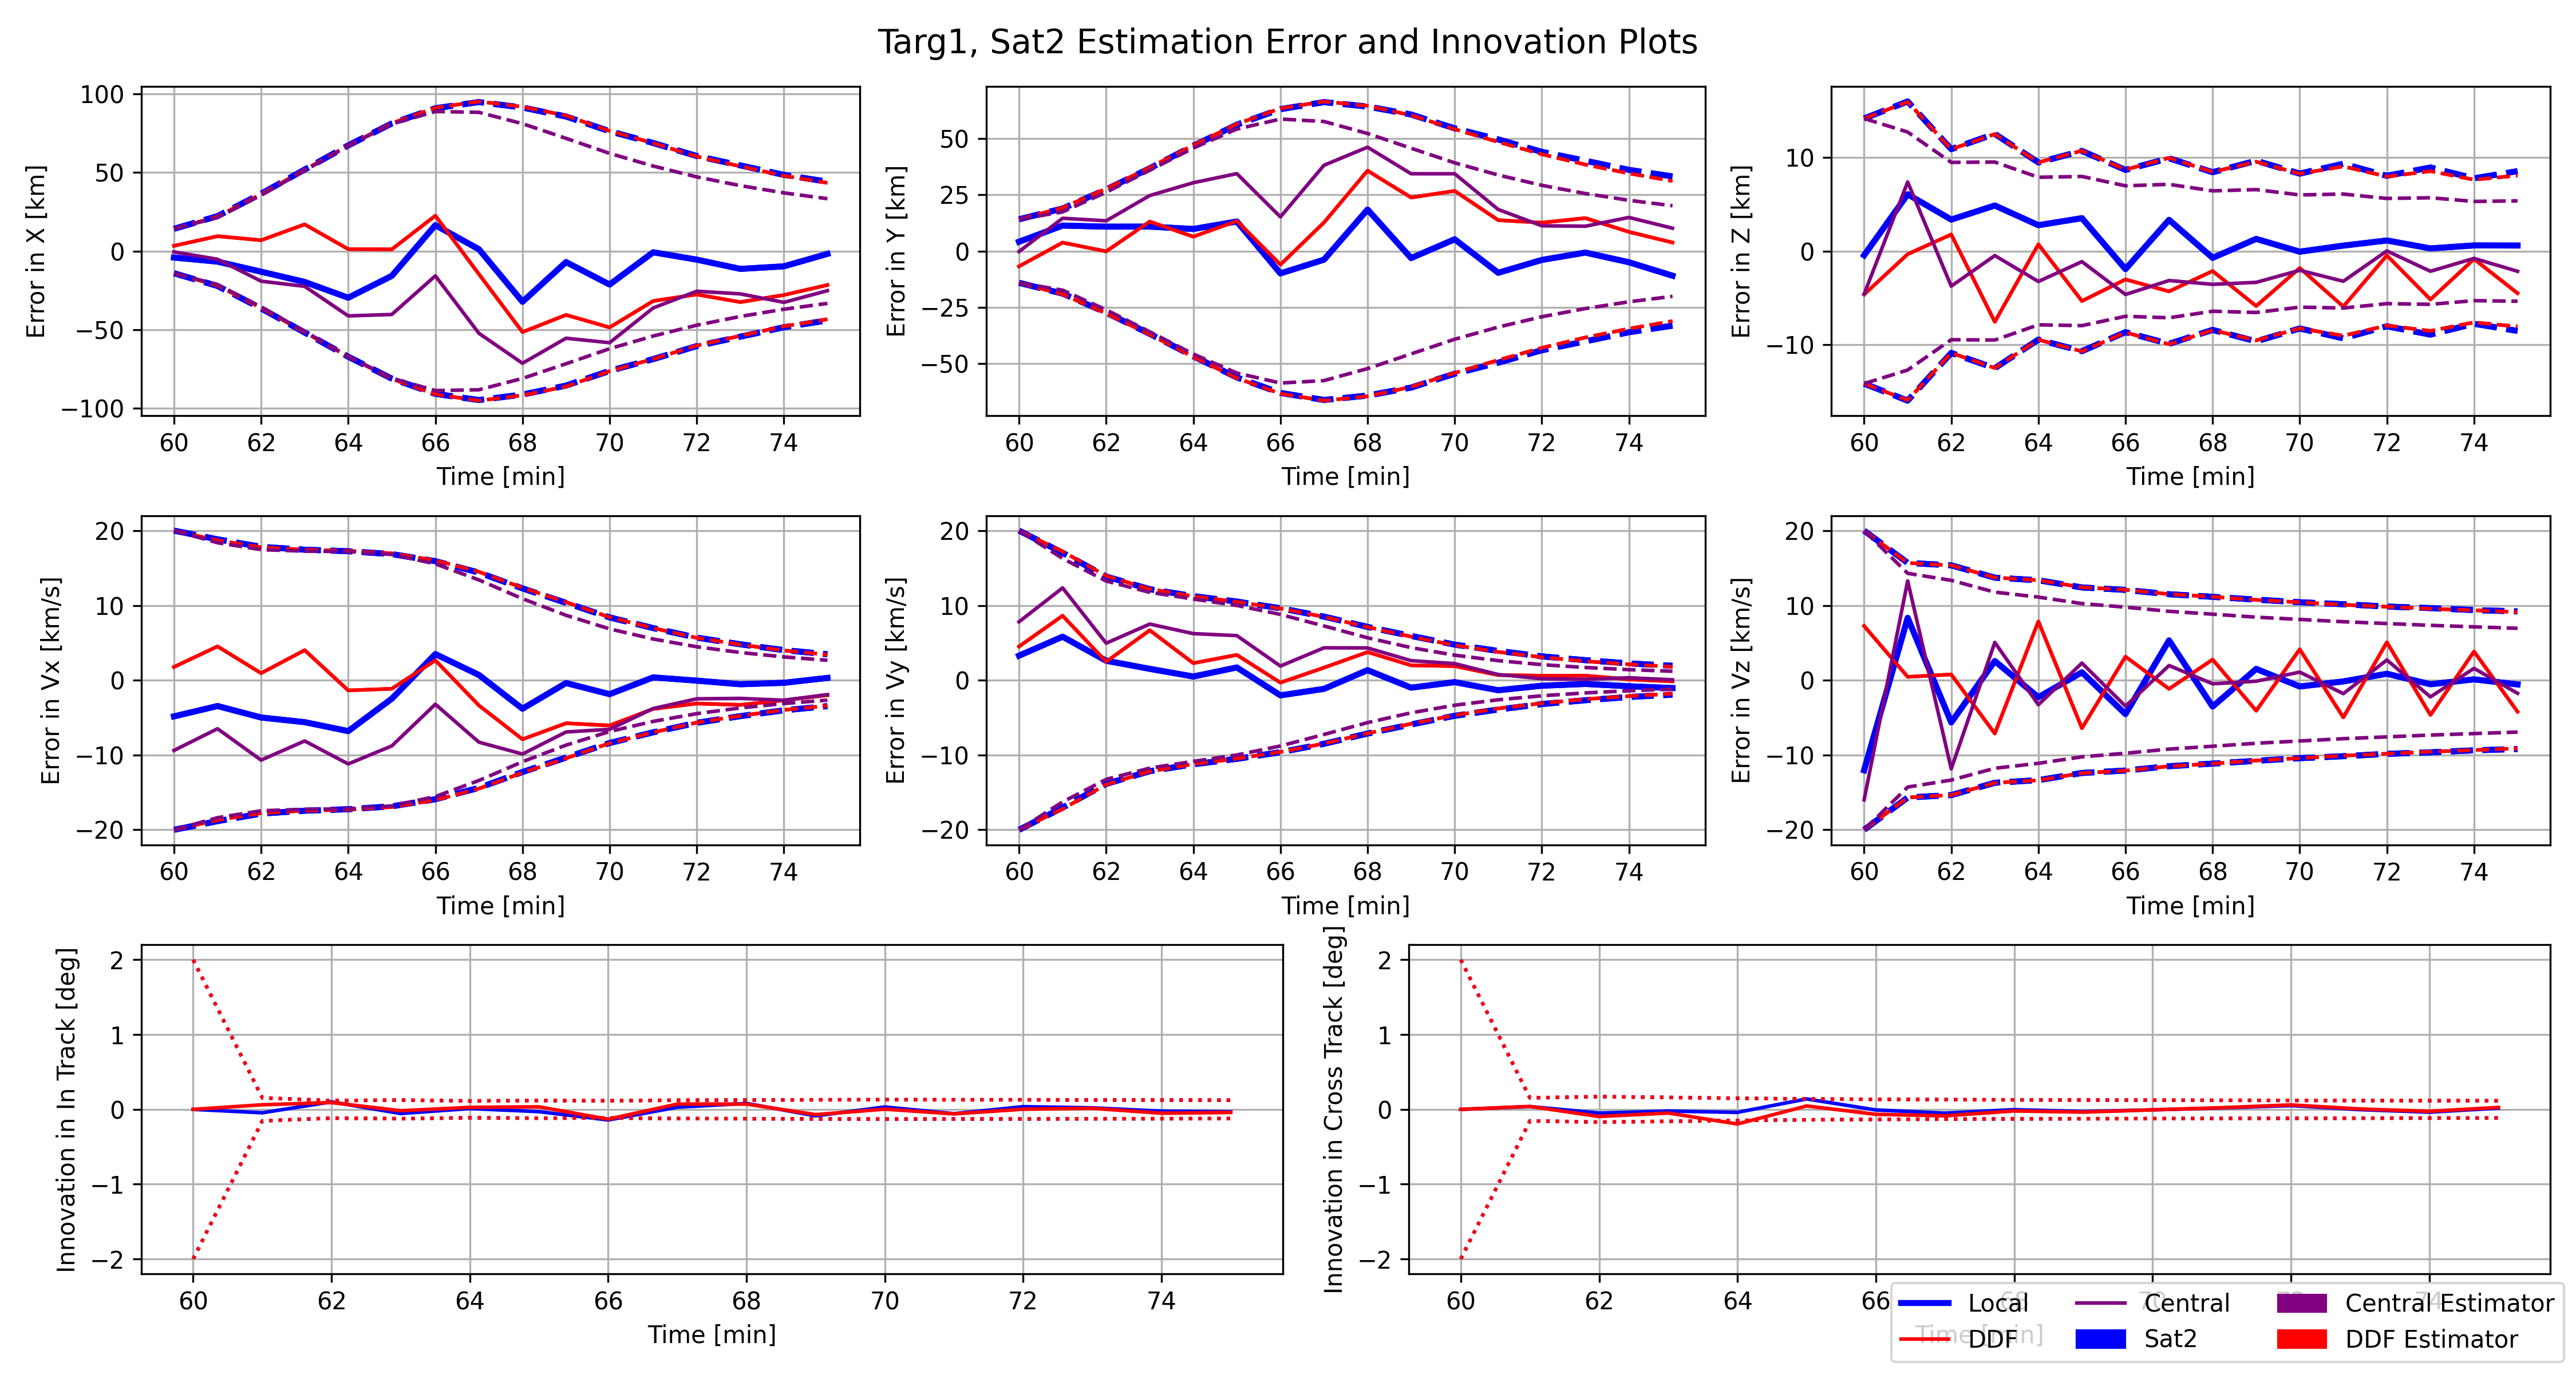 Targ1, Sat2 Estimation Error and Innovation Plots
Error in X [km]
100
50
0
−50
−100
60 62 64 66 68 70 72 74
Time [min]
Error in Y [km]
50
25
0
−25
−50
60 62 64 66 68 70 72 74
Time [min]
Error in Z [km]
10
0
−10
60 62 64 66 68 70 72 74
Time [min]
Error in Vx [km/s]
20
10
0
−10
−20
60 62 64 66 68 70 72 74
Time [min]
Error in Vy [km/s]
20
10
0
−10
−20
60 62 64 66 68 70 72 74
Time [min]
Error in Vz [km/s]
20
10
0
−10
−20
60 62 64 66 68 70 72 74
Time [min]
Innovation in In Track [deg]
2
1
0
−1
−2
60 62 64 66 68 70 72 74
Time [min]
Innovation in Cross Track [deg]
2
1
0
−1
−2
60 62 64 66 68 70 72 74
Time [min]
Local
DDF
Central
Sat2
Central Estimator
DDF Estimator